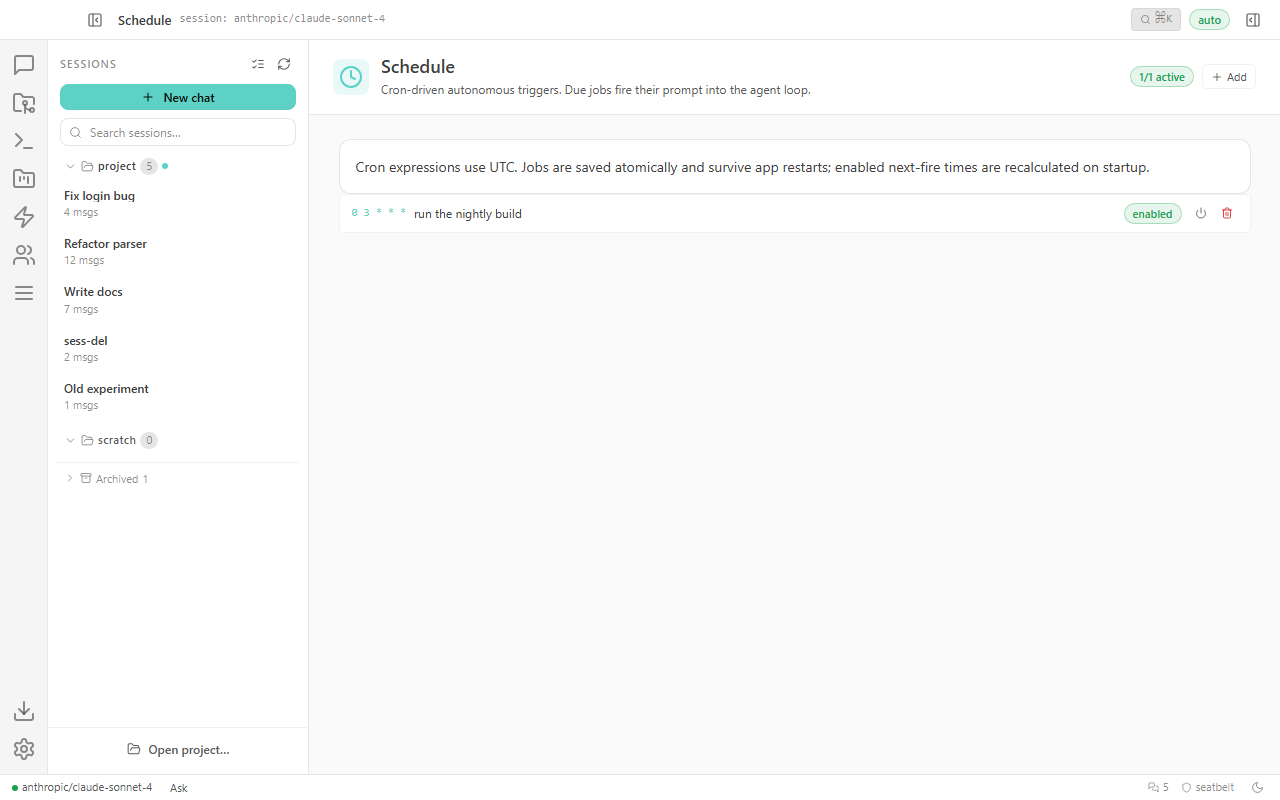 Schedule session: anthropic/claude-sonnet-4
⌘K auto
SESSIONS
+ New chat
Search sessions...
project 5
Fix login bug
4 msgs
Refactor parser
12 msgs
Write docs
7 msgs
sess-del
2 msgs
Old experiment
1 msgs
scratch 0
Archived 1
Open project...
Schedule
Cron-driven autonomous triggers. Due jobs fire their prompt into the agent loop.
1/1 active + Add
Cron expressions use UTC. Jobs are saved atomically and survive app restarts; enabled next-fire times are recalculated on startup.
0 3 * * * run the nightly build enabled
anthropic/claude-sonnet-4 Ask 5 seatbelt